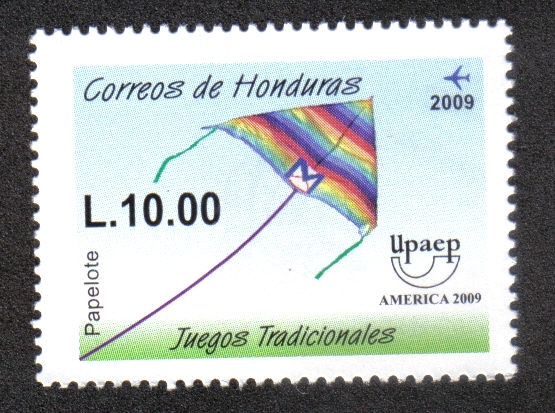 Correos de Honduras
2009
L.10.00
Papelote
upaep
AMERICA 2009
Juegos Tradicionales